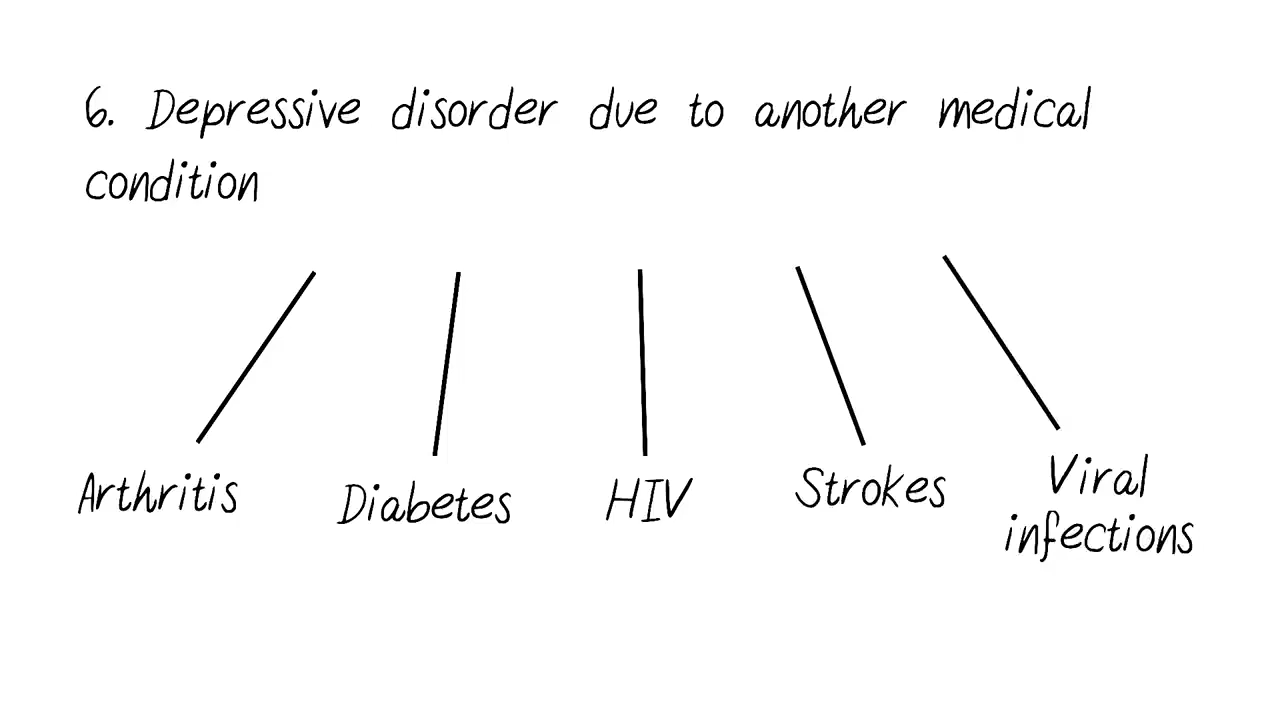 6. Depressive disorder due to another medical
condition
Arthritis
Diabetes
HIV
Strokes
Viral
infections